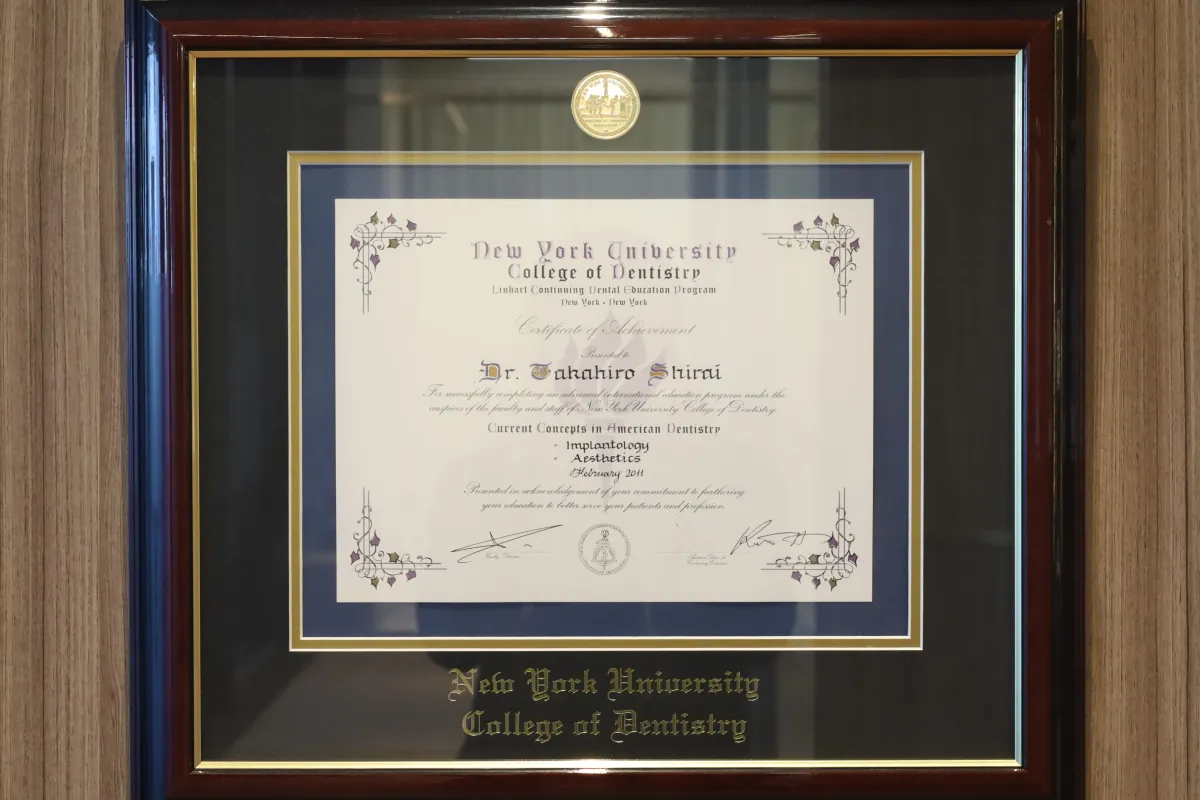 New York University
College of Dentistry
Linhart Continuing Dental Education Program
New York • New York
Certificate of Achievement
Presented to
Dr. Takahiro Shirai
For successfully completing an advanced international education program under the
auspices of the faculty and staff of New York University College of Dentistry.
Current Concepts in American Dentistry
- Implantology
- Aesthetics
February 2011
Presented in acknowledgement of your commitment to furthering
your education to better serve your patients and profession.
New York University
College of Dentistry